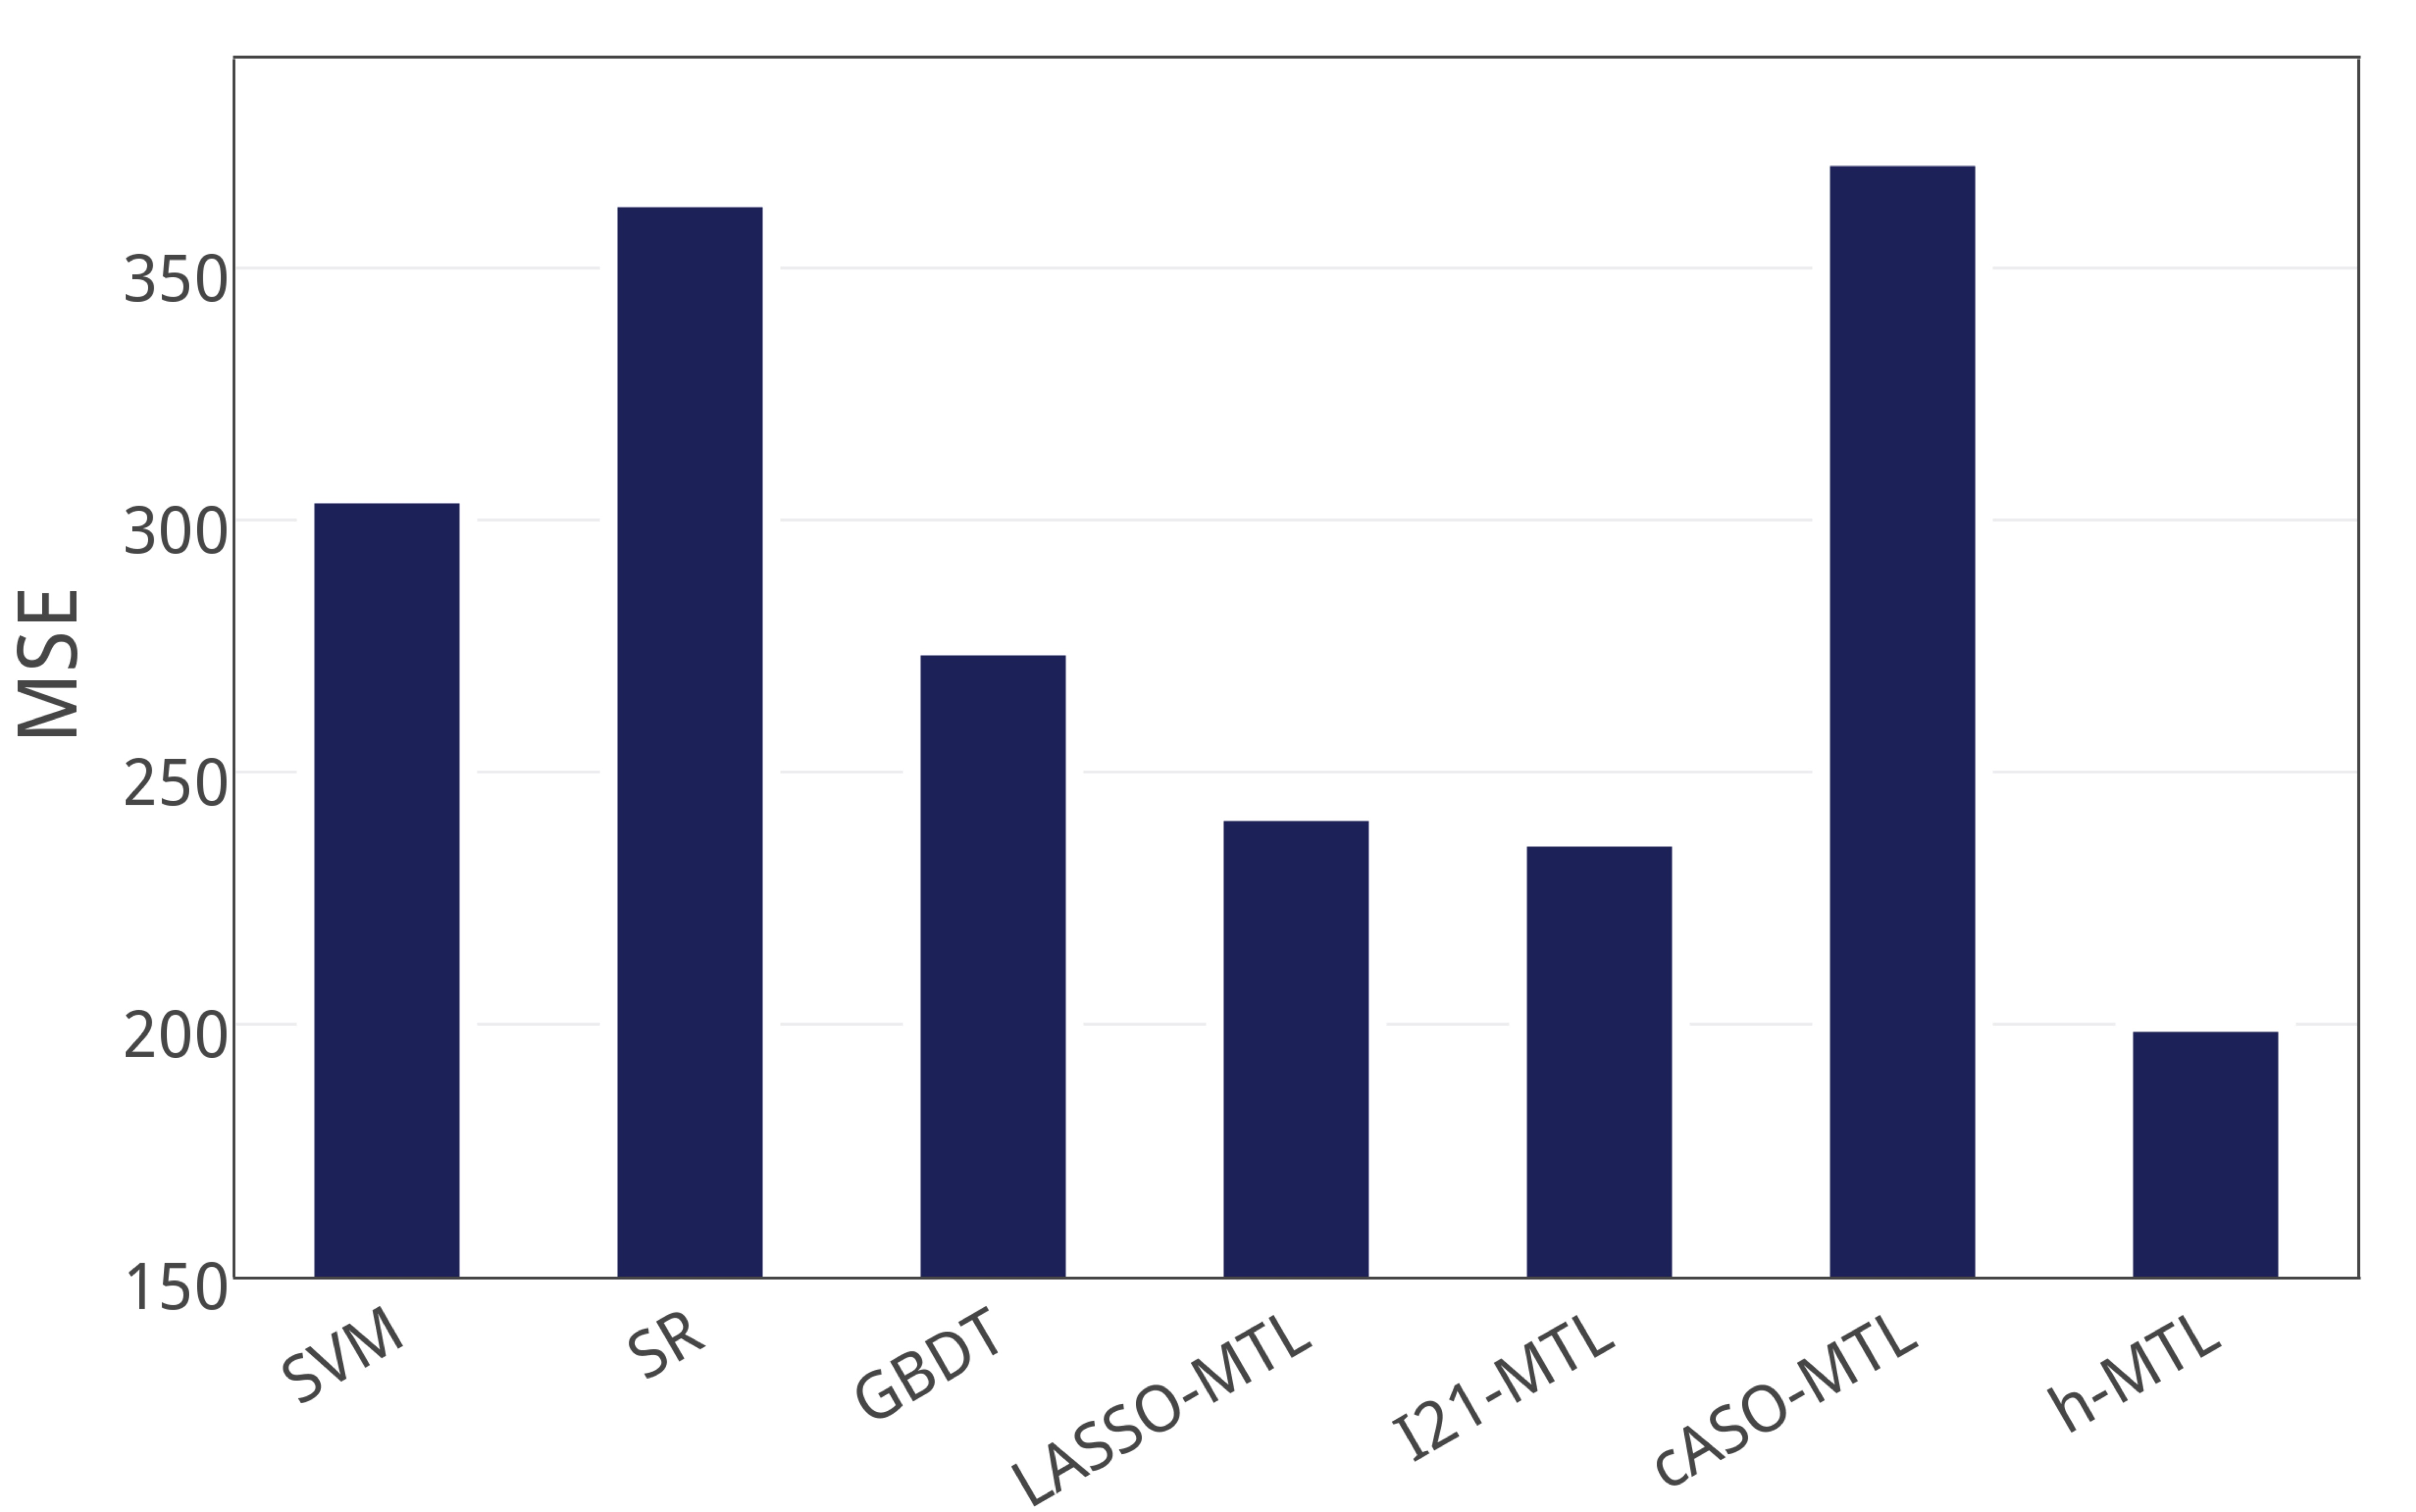 MSE
350
300
250
200
150
SVM
SR
GBDT
LASSO-MTL
I21-MTL
cASO-MTL
h-MTL